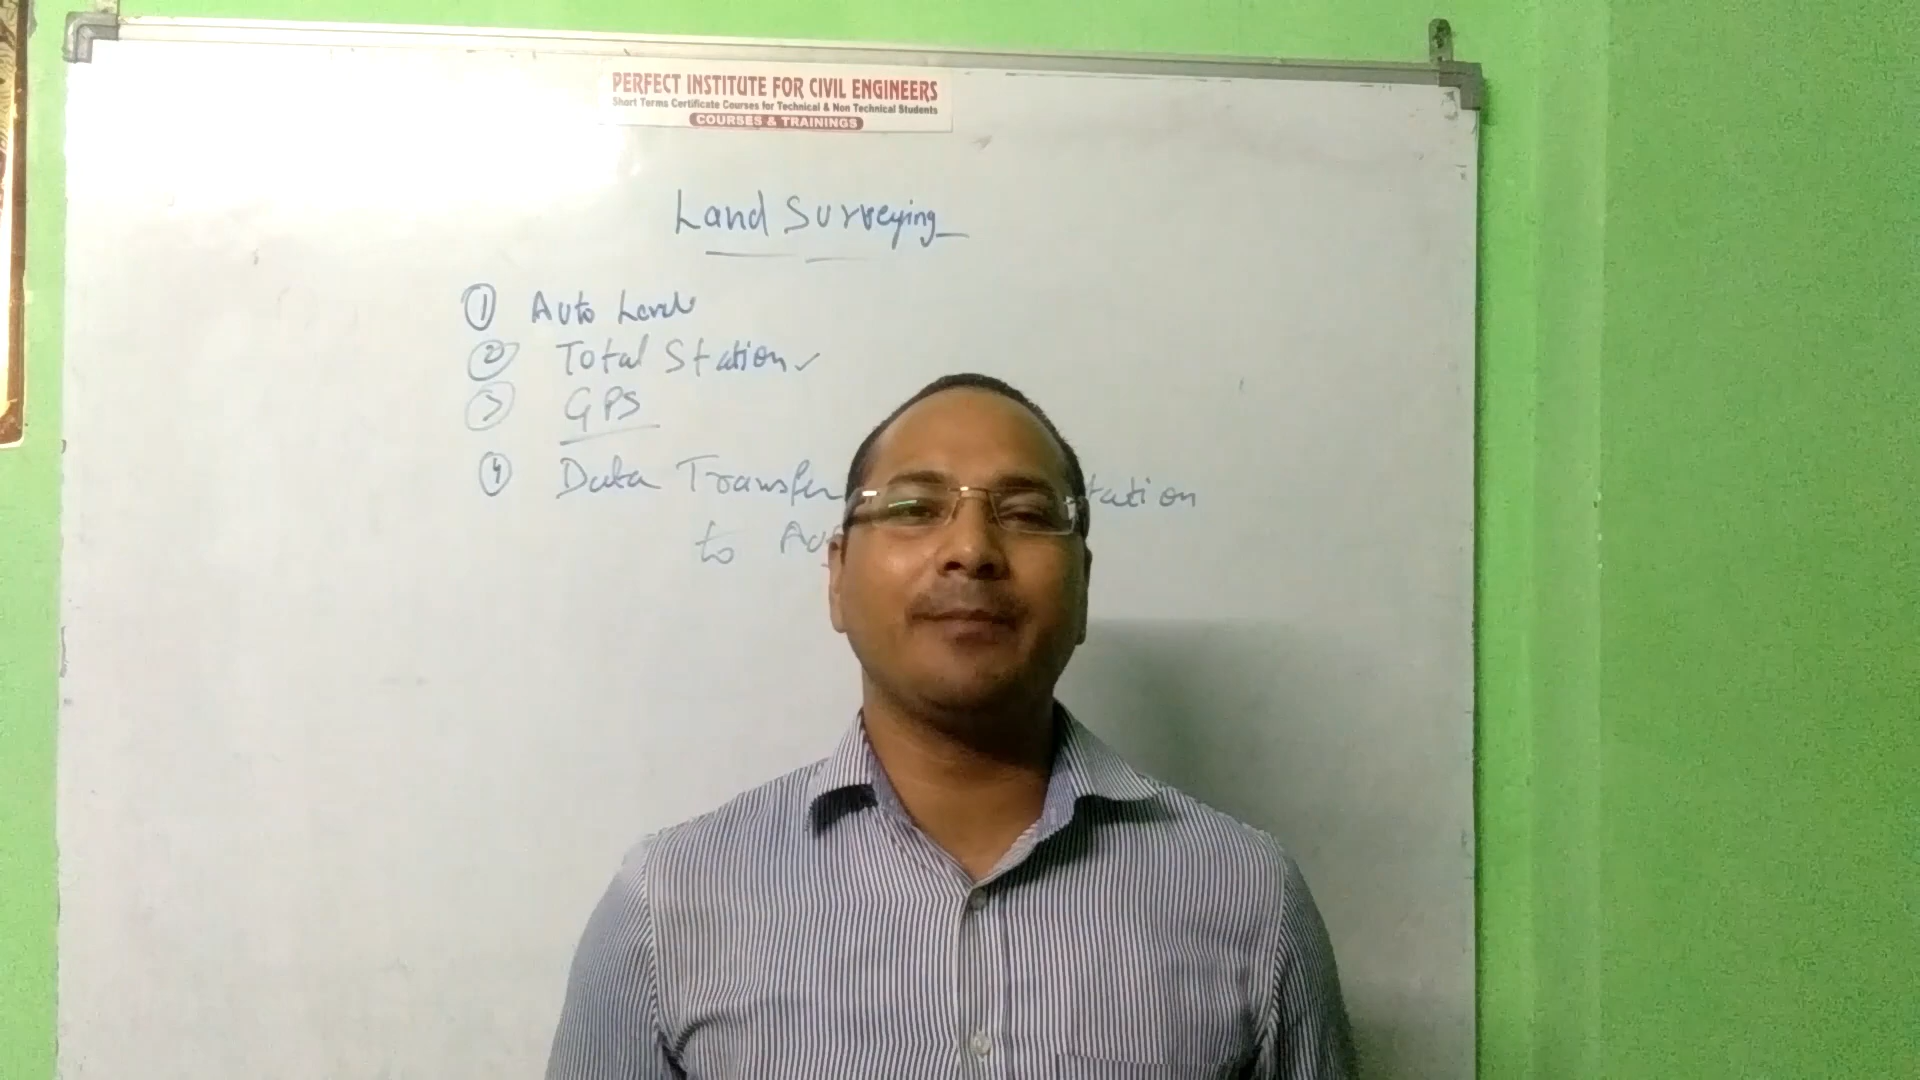 PERFECT INSTITUTE FOR CIVIL ENGINEERS
Short Terms Certificate Courses for Technical & Non Technical Students
COURSES & TRAININGS
Land Surveying
① Auto Level
② Total Station ✓
③ GPS
④ Data Transfer tation
to